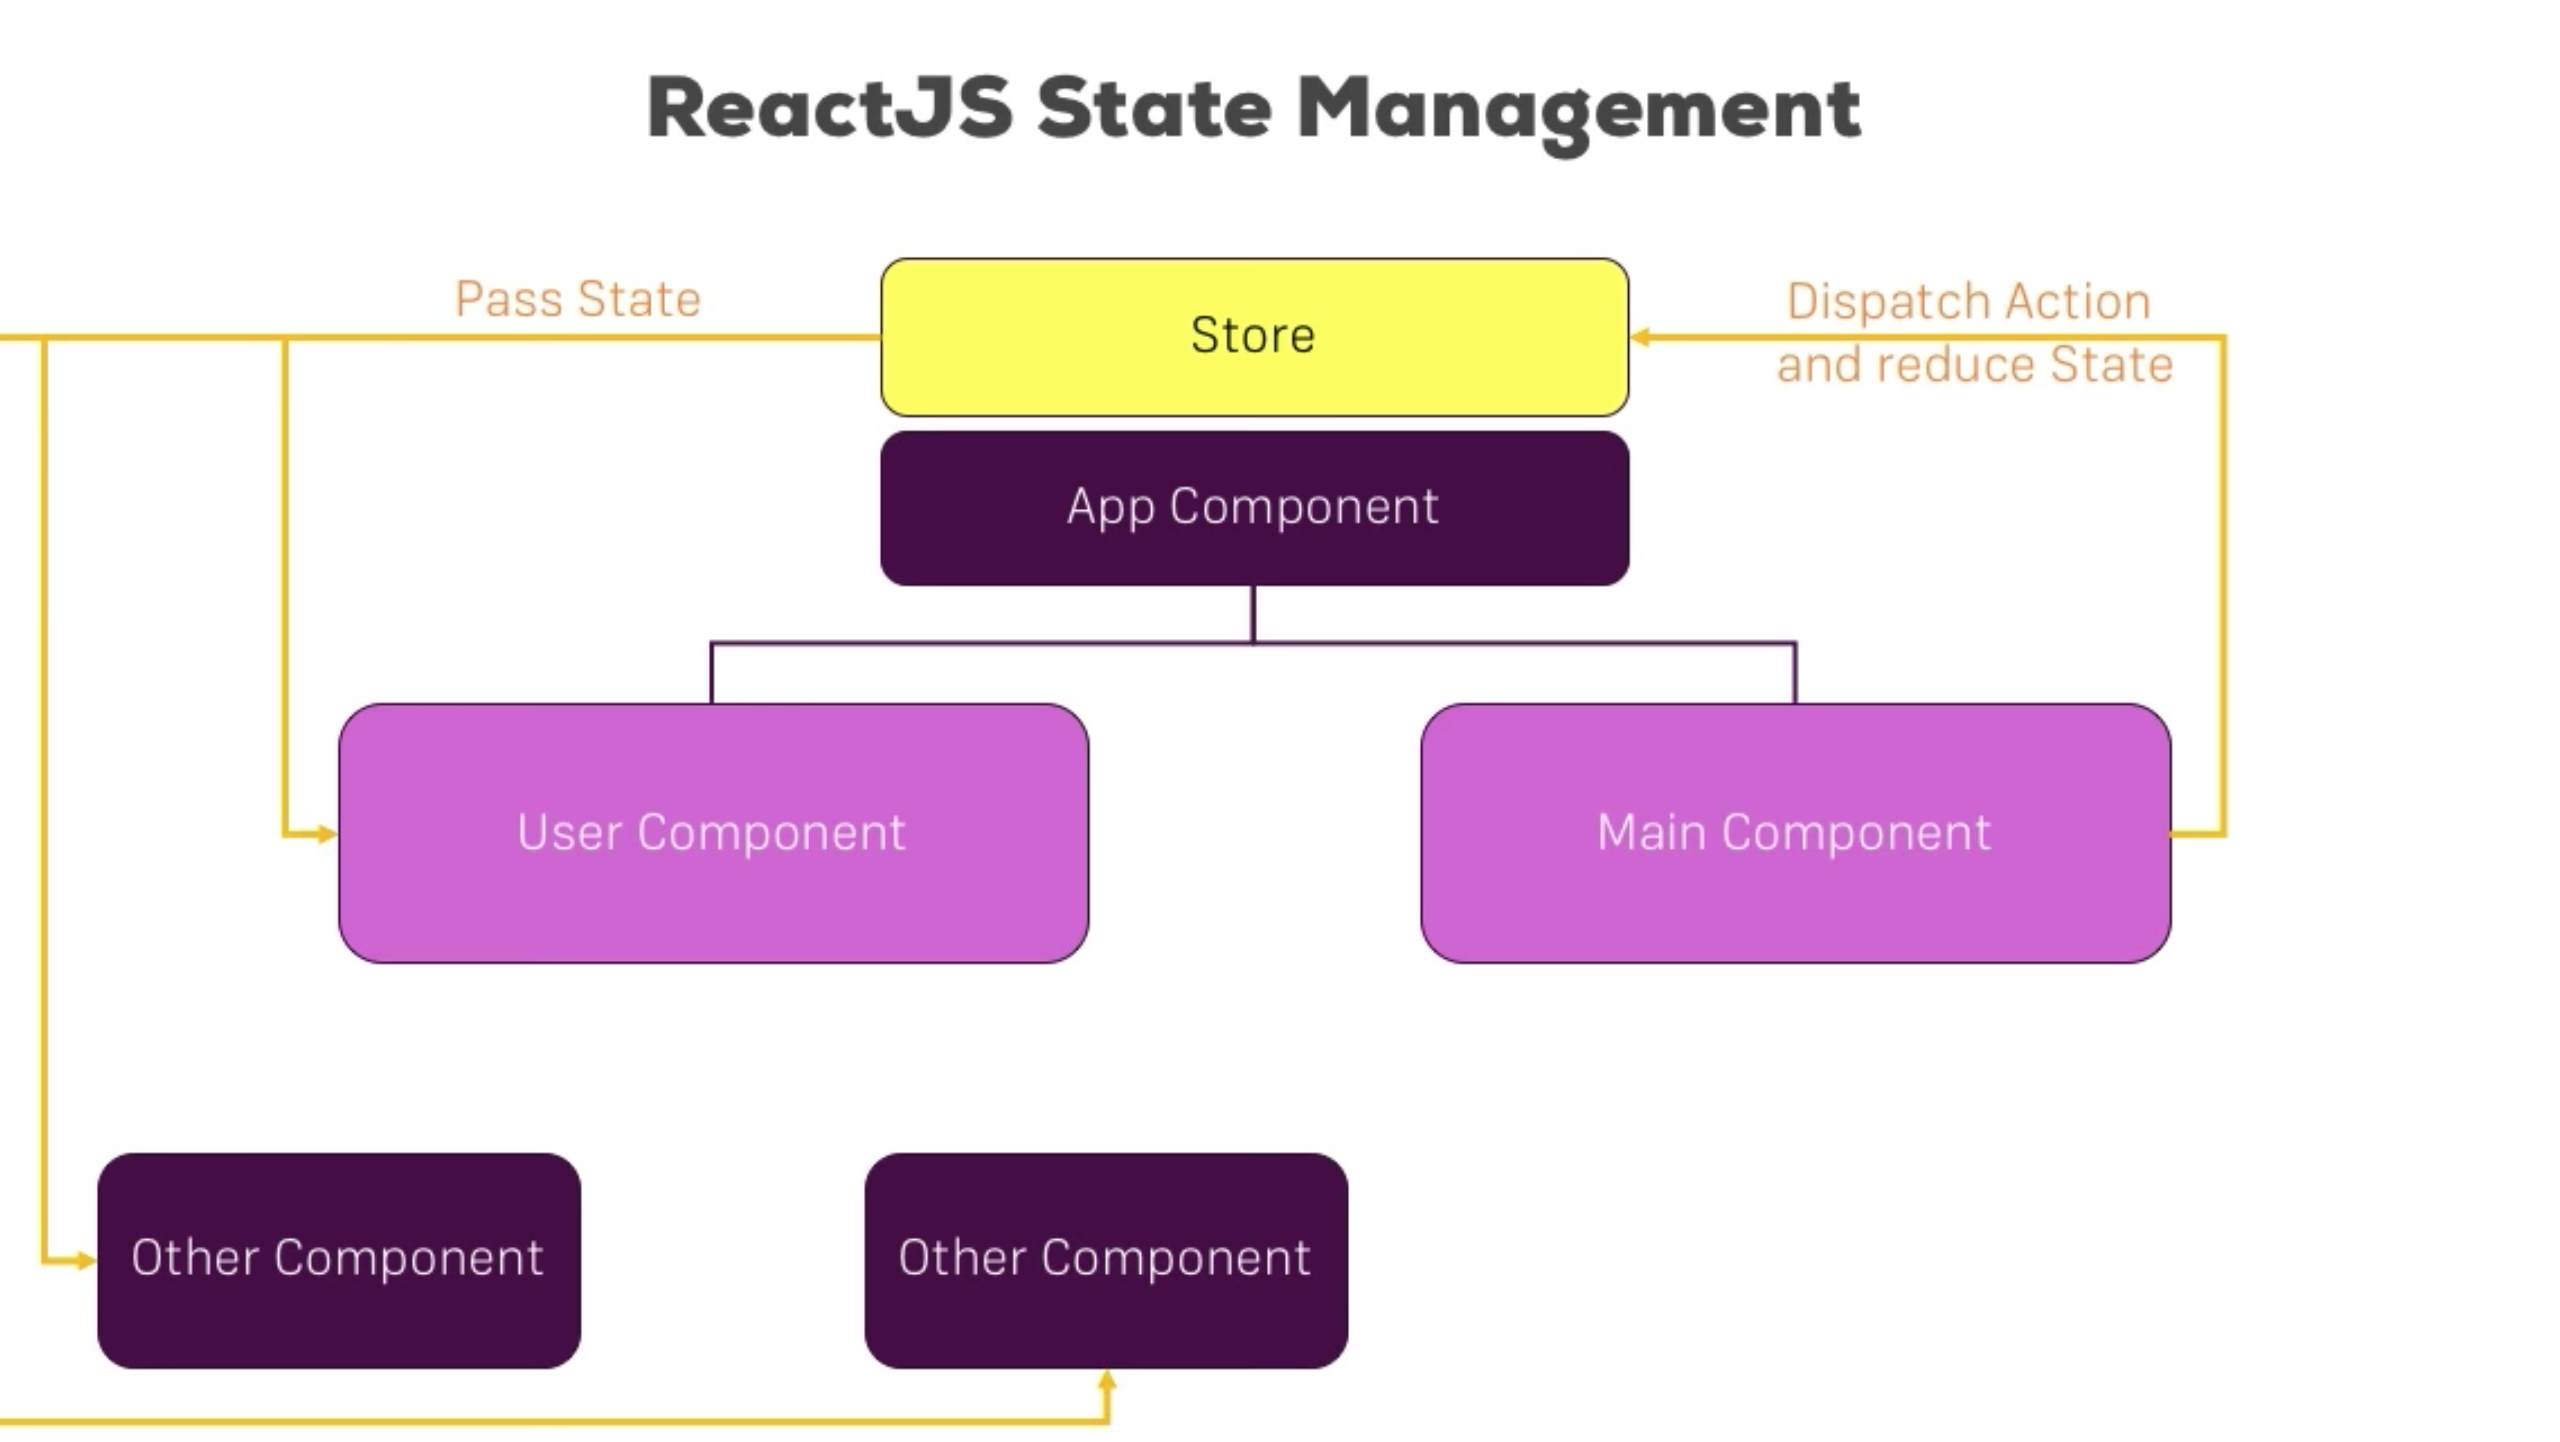 ReactJS State Management
Pass State
Store
Dispatch Action
and reduce State
App Component
User Component
Main Component
Other Component
Other Component